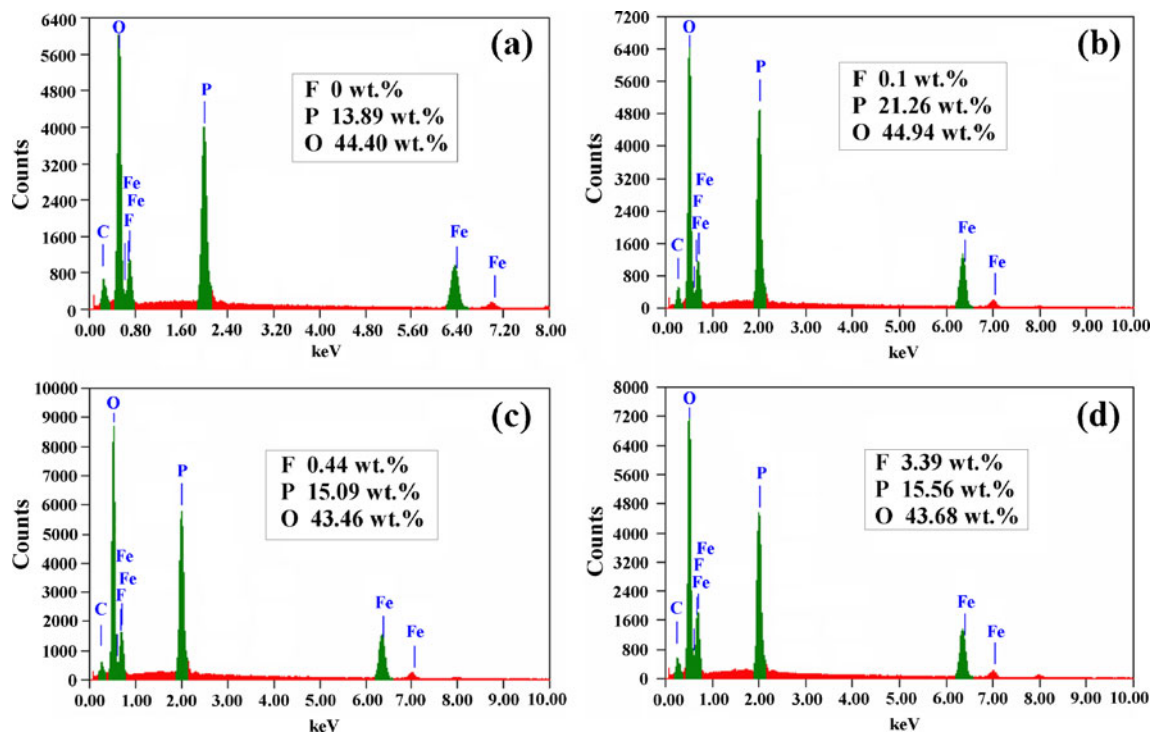 (a)
6400
5600
4800
4000
3200
2400
1600
800
0
Counts
O
P
Fe
Fe
F
C
Fe
Fe
F 0 wt.%
P 13.89 wt.%
O 44.40 wt.%
0.00 0.80 1.60 2.40 3.20 4.00 4.80 5.60 6.40 7.20 8.00
keV
(b)
7200
6400
5600
4800
4000
3200
2400
1600
800
0
Counts
O
P
Fe
F
Fe
C
Fe
Fe
F 0.1 wt.%
P 21.26 wt.%
O 44.94 wt.%
0.00 1.00 2.00 3.00 4.00 5.00 6.00 7.00 8.00 9.00 10.00
keV
(c)
10000
9000
8000
7000
6000
5000
4000
3000
2000
1000
0
Counts
O
P
Fe
Fe
F
C
Fe
Fe
F 0.44 wt.%
P 15.09 wt.%
O 43.46 wt.%
0.00 1.00 2.00 3.00 4.00 5.00 6.00 7.00 8.00 9.00 10.00
keV
(d)
8000
7200
6400
5600
4800
4000
3200
2400
1600
800
0
Counts
O
P
Fe
F
Fe
C
Fe
Fe
F 3.39 wt.%
P 15.56 wt.%
O 43.68 wt.%
0.00 1.00 2.00 3.00 4.00 5.00 6.00 7.00 8.00 9.00 10.00
keV